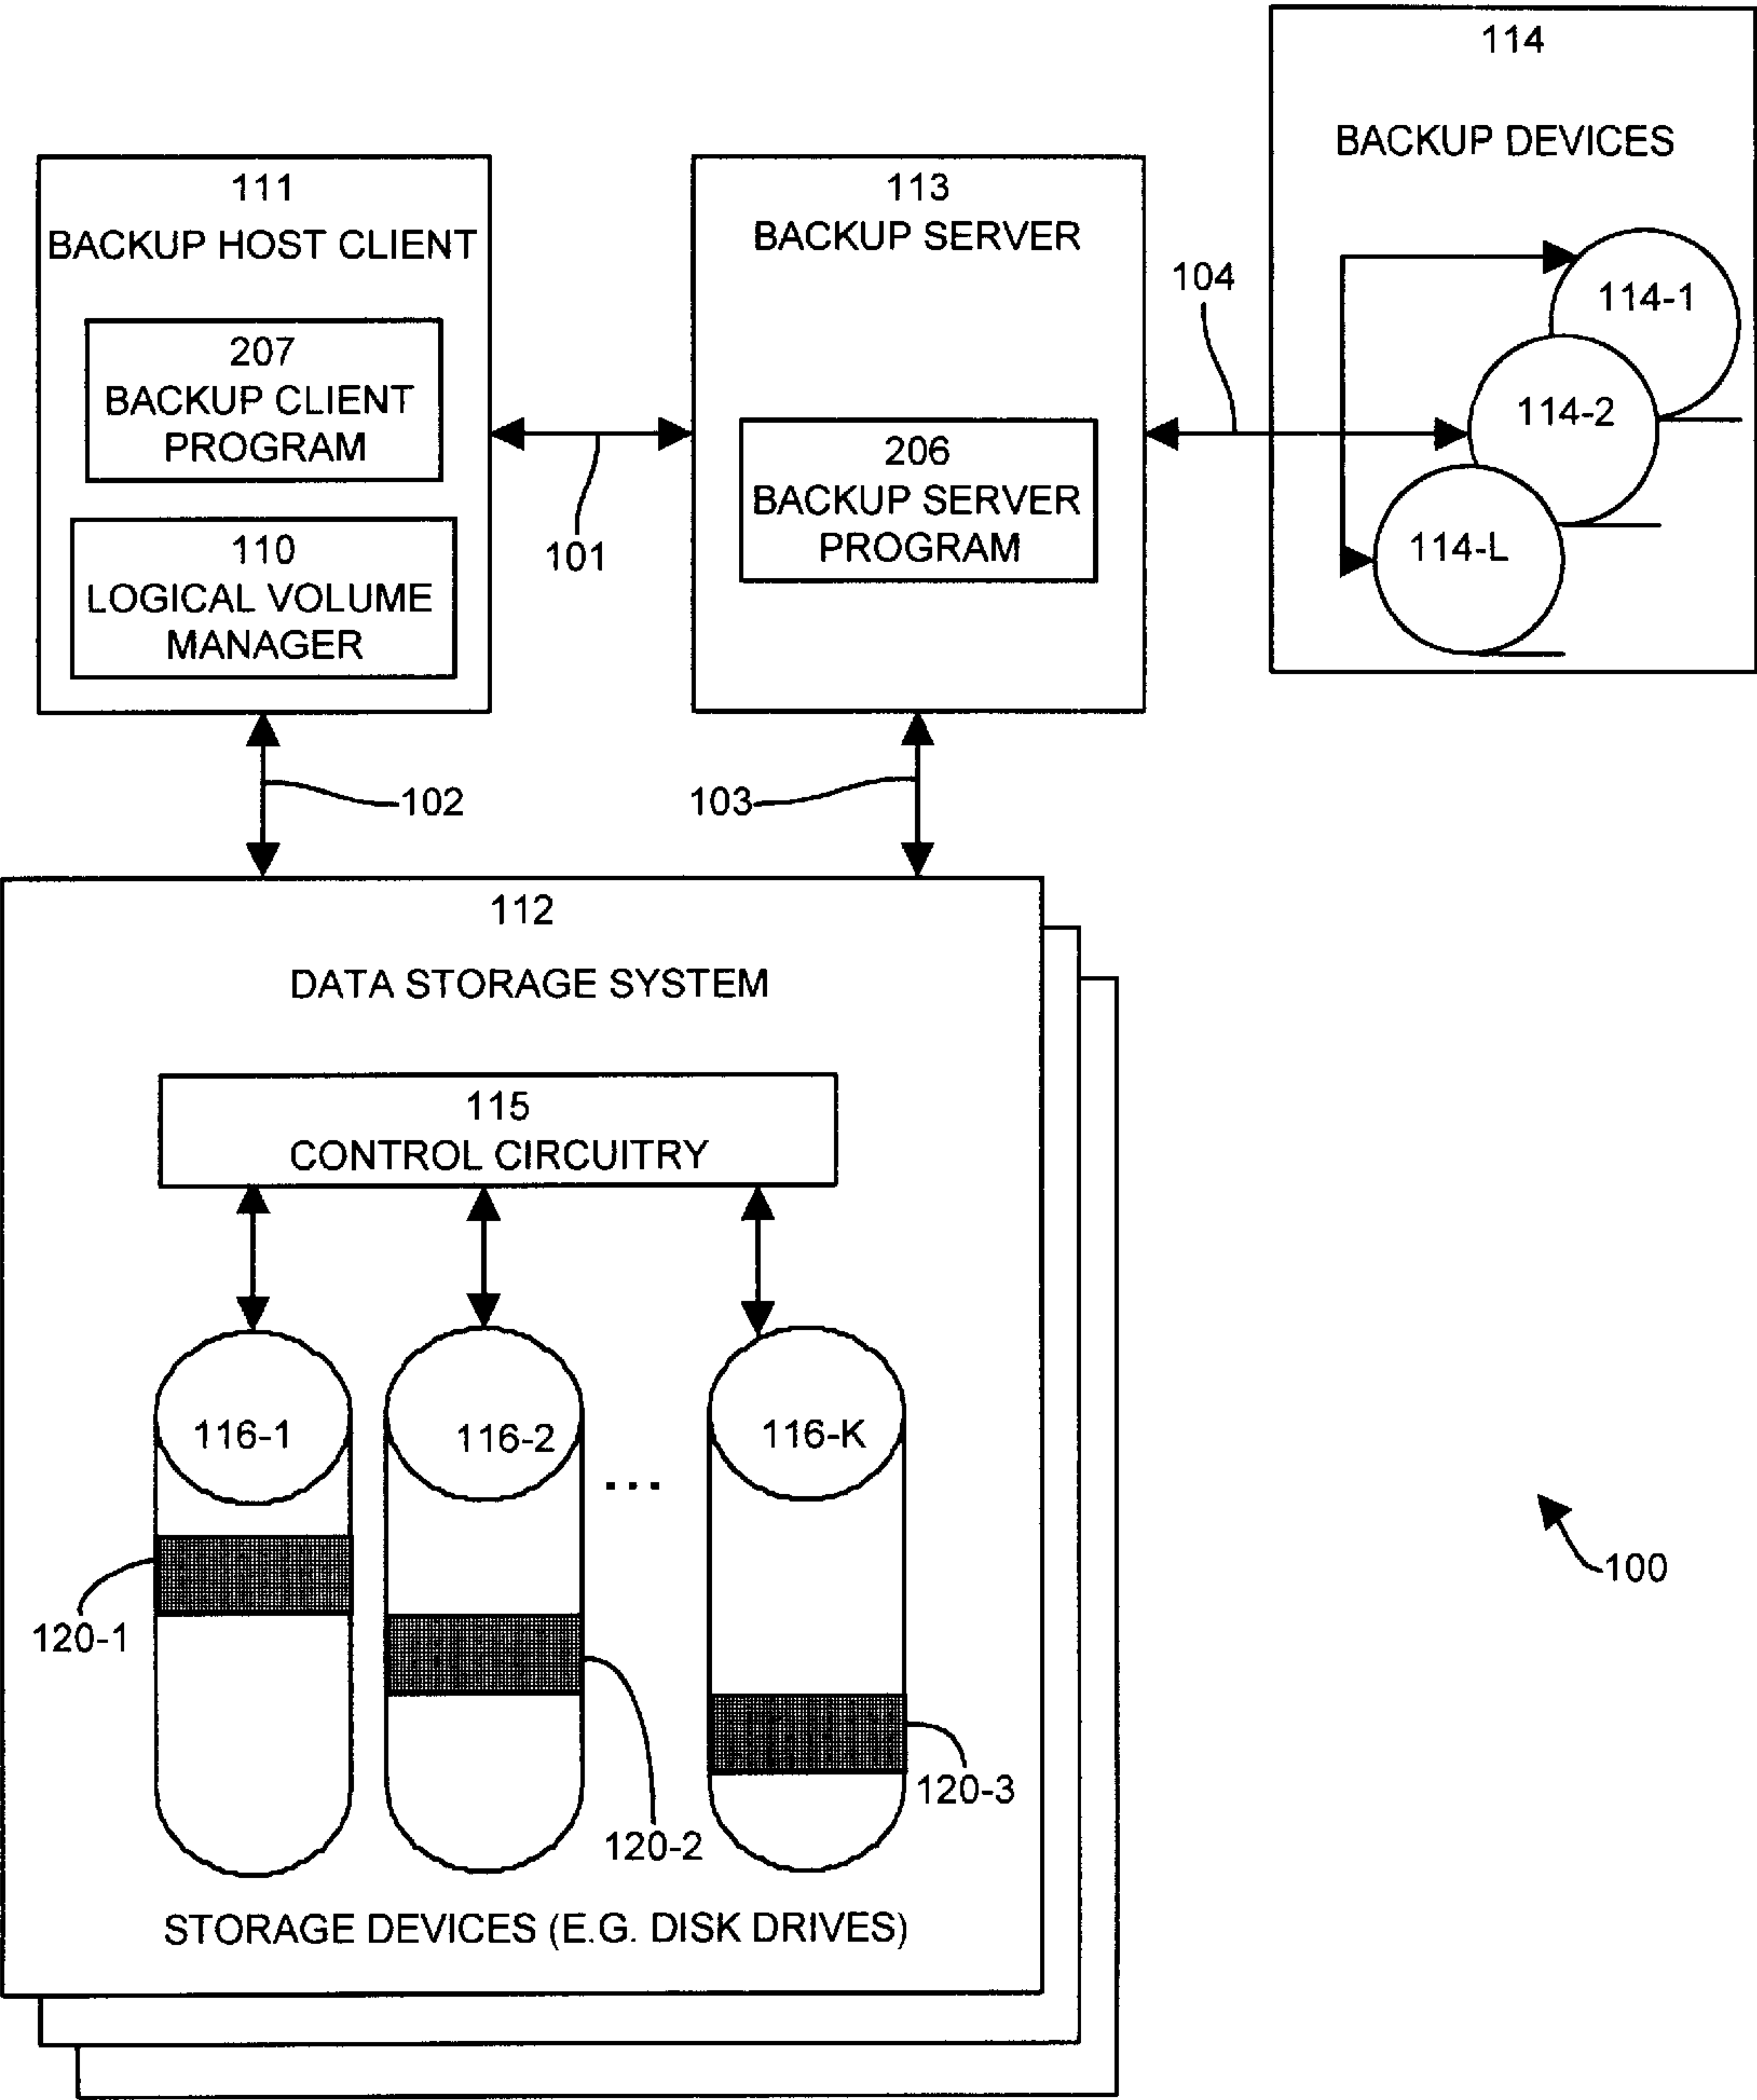 114
BACKUP DEVICES
111
BACKUP HOST CLIENT
113
BACKUP SERVER
104
114-1
207
BACKUP CLIENT
PROGRAM
114-2
206
BACKUP SERVER
PROGRAM
110
LOGICAL VOLUME
MANAGER
101
114-L
102
103
112
DATA STORAGE SYSTEM
115
CONTROL CIRCUITRY
116-1
116-2
...
116-K
120-1
120-2
120-3
100
STORAGE DEVICES (E.G. DISK DRIVES)